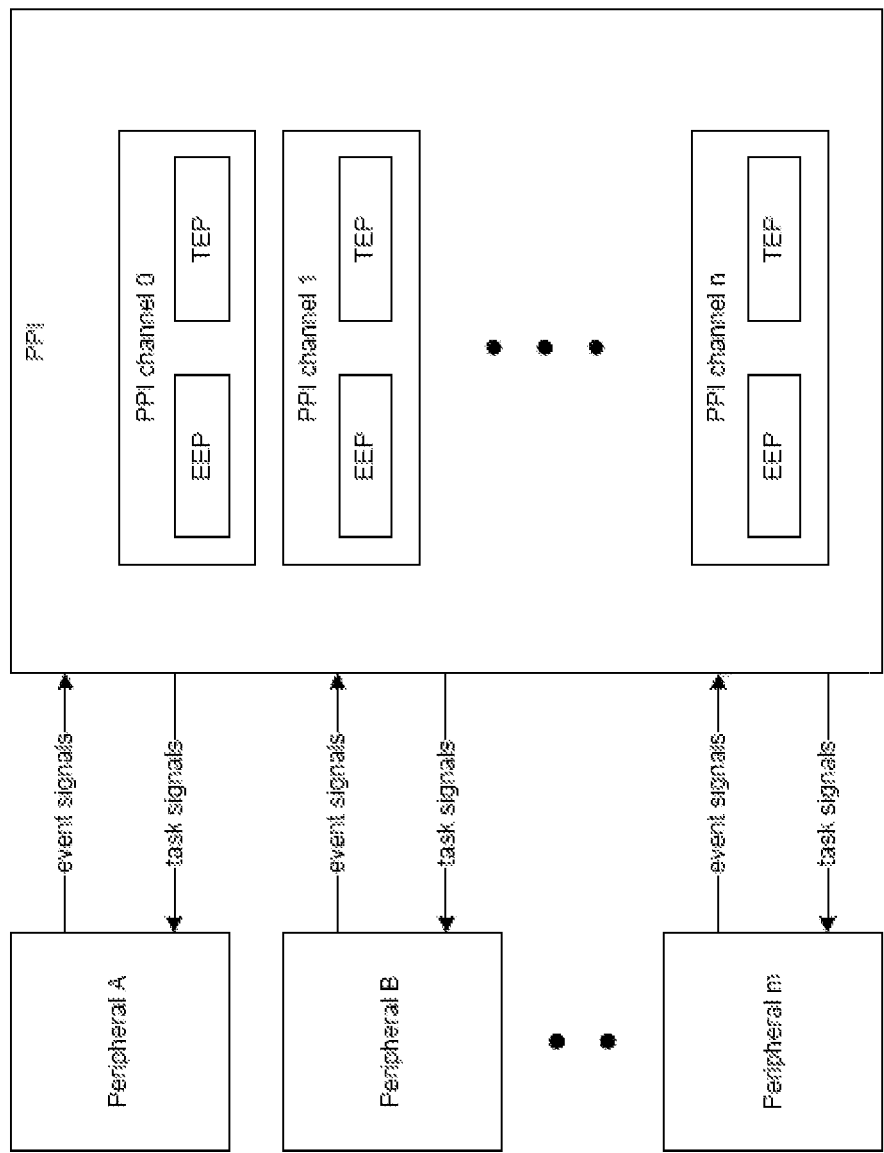 PPI
PPI channel 0
EEP
TEP
PPI channel 1
EEP
TEP
PPI channel n
EEP
TEP
event signals
task signals
event signals
task signals
event signals
task signals
Peripheral A
Peripheral B
Peripheral m